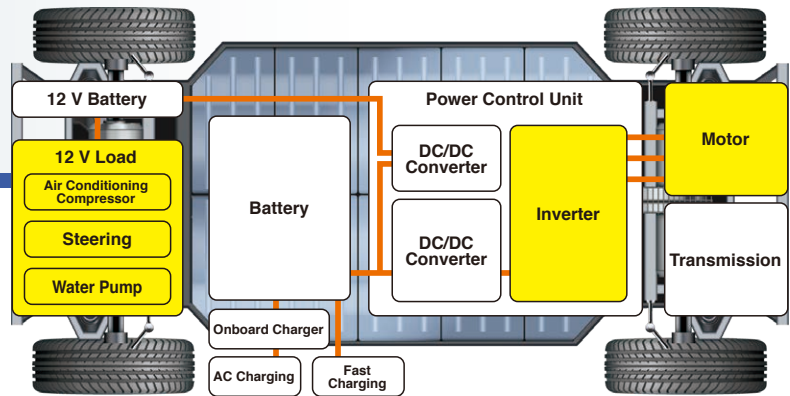 12 V Battery
12 V Load
Air Conditioning
Compressor
Steering
Water Pump
Battery
Onboard Charger
AC Charging
Fast
Charging
Power Control Unit
DC/DC
Converter
DC/DC
Converter
Inverter
Motor
Transmission